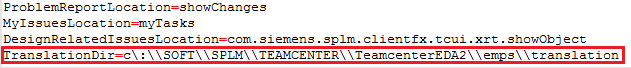 ProblemReportLocation=showChanges
MyIssuesLocation=myTasks
DesignRelatedIssuesLocation=com.siemens.splm.clientfx.tcui.xrt.showObject
TranslationDir=c\:\\SOFT\\SPLM\\TEAMCENTER\\TeamcenterEDA2\\emps\\translation